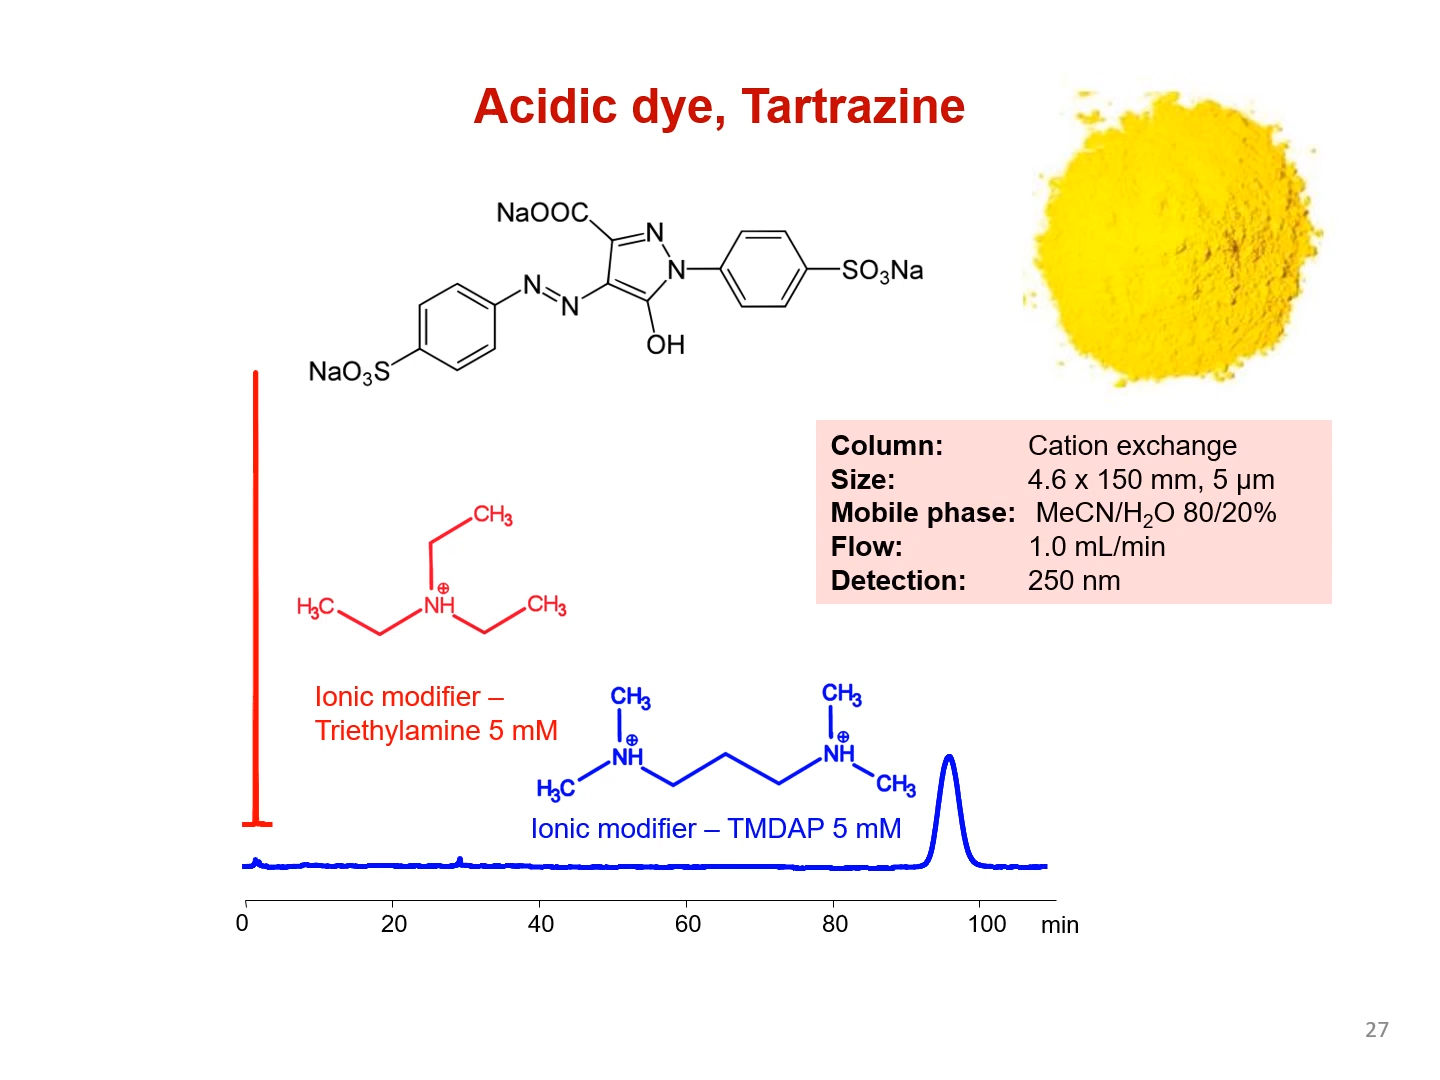 Acidic dye, Tartrazine
NaOOC
N
N
SO₃Na
N
N
OH
NaO₃S
Column: Cation exchange
Size: 4.6 x 150 mm, 5 µm
Mobile phase: MeCN/H₂O 80/20%
Flow: 1.0 mL/min
Detection: 250 nm
CH₃
⊕
H₃C NH CH₃
Ionic modifier –
Triethylamine 5 mM
CH₃ CH₃
⊕ ⊕
NH NH
H₃C CH₃
Ionic modifier – TMDAP 5 mM
0 20 40 60 80 100 min
27